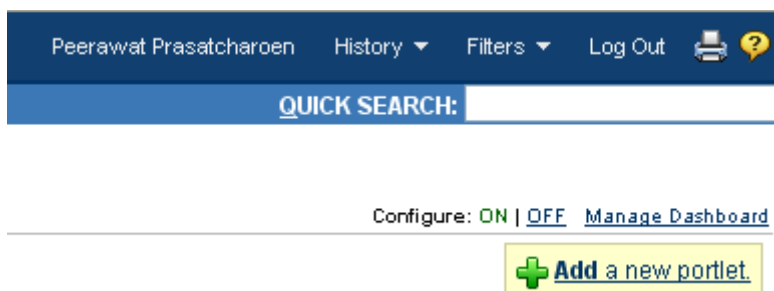 Peerawat Prasatcharoen History Filters Log Out ?
QUICK SEARCH:
Configure: ON | OFF Manage Dashboard
Add a new portlet.